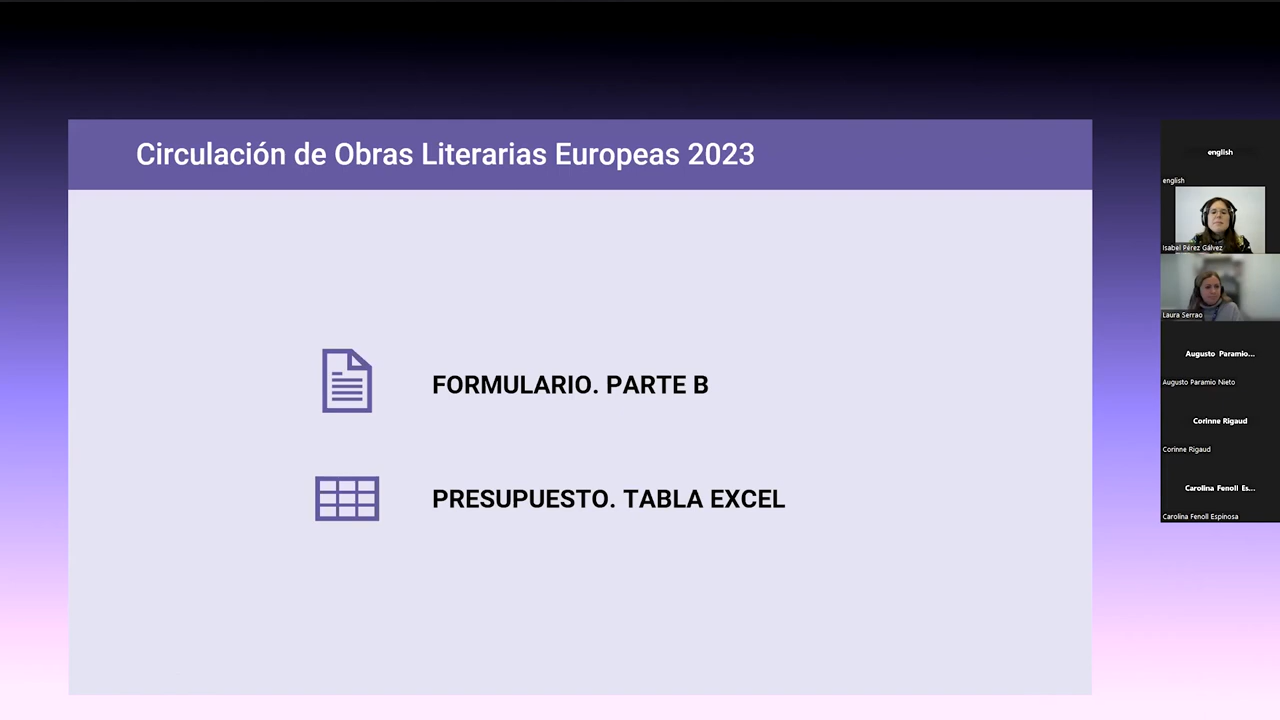 Circulación de Obras Literarias Europeas 2023
FORMULARIO. PARTE B
PRESUPUESTO. TABLA EXCEL
english
english
Isabel Pérez Gálvez
Laura Serrao
Augusto Paramio...
Augusto Paramio Nieto
Corinne Rigaud
Corinne Rigaud
Carolina Fenoll Es...
Carolina Fenoll Espinosa